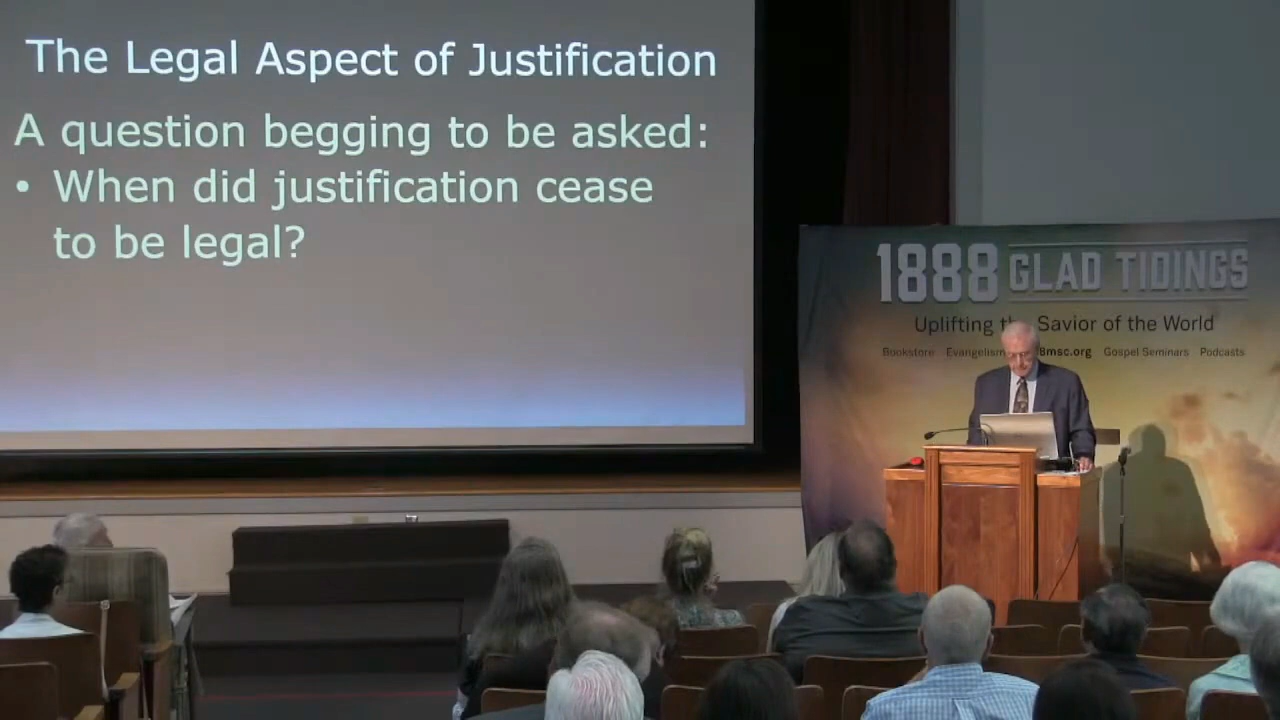 The Legal Aspect of Justification
A question begging to be asked:
• When did justification cease
to be legal?
1888 GLAD TIDINGS
Uplifting Savior of the World
Bookstore Evangelism Gospel Seminars Podcasts